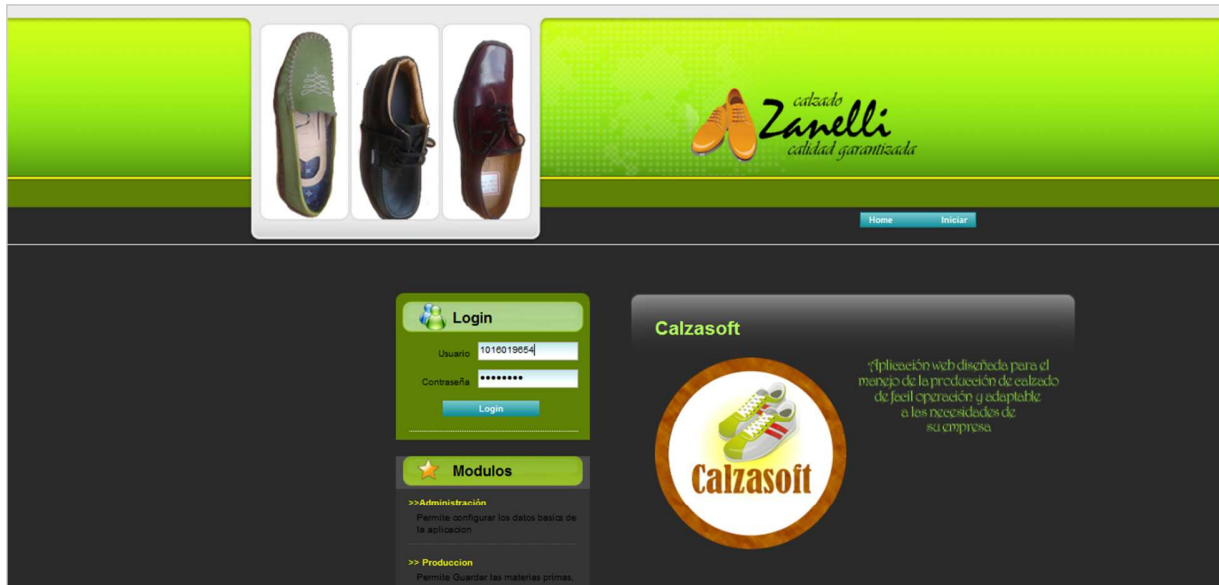 calzado
Zanelli
calidad garantizada
Home Iniciar
Login
Usuario 1016019654
Contraseña ••••••••
Login
Modulos
>>Administración
Permite configurar los datos basics de
la aplicacion
>> Produccion
Permite Guardar las materias primas,
Calzasoft
Aplicación web diseñada para el
manejo de la producción de calzado
de facil operación y adaptable
a las necesidades de
su empresa
Calzasoft